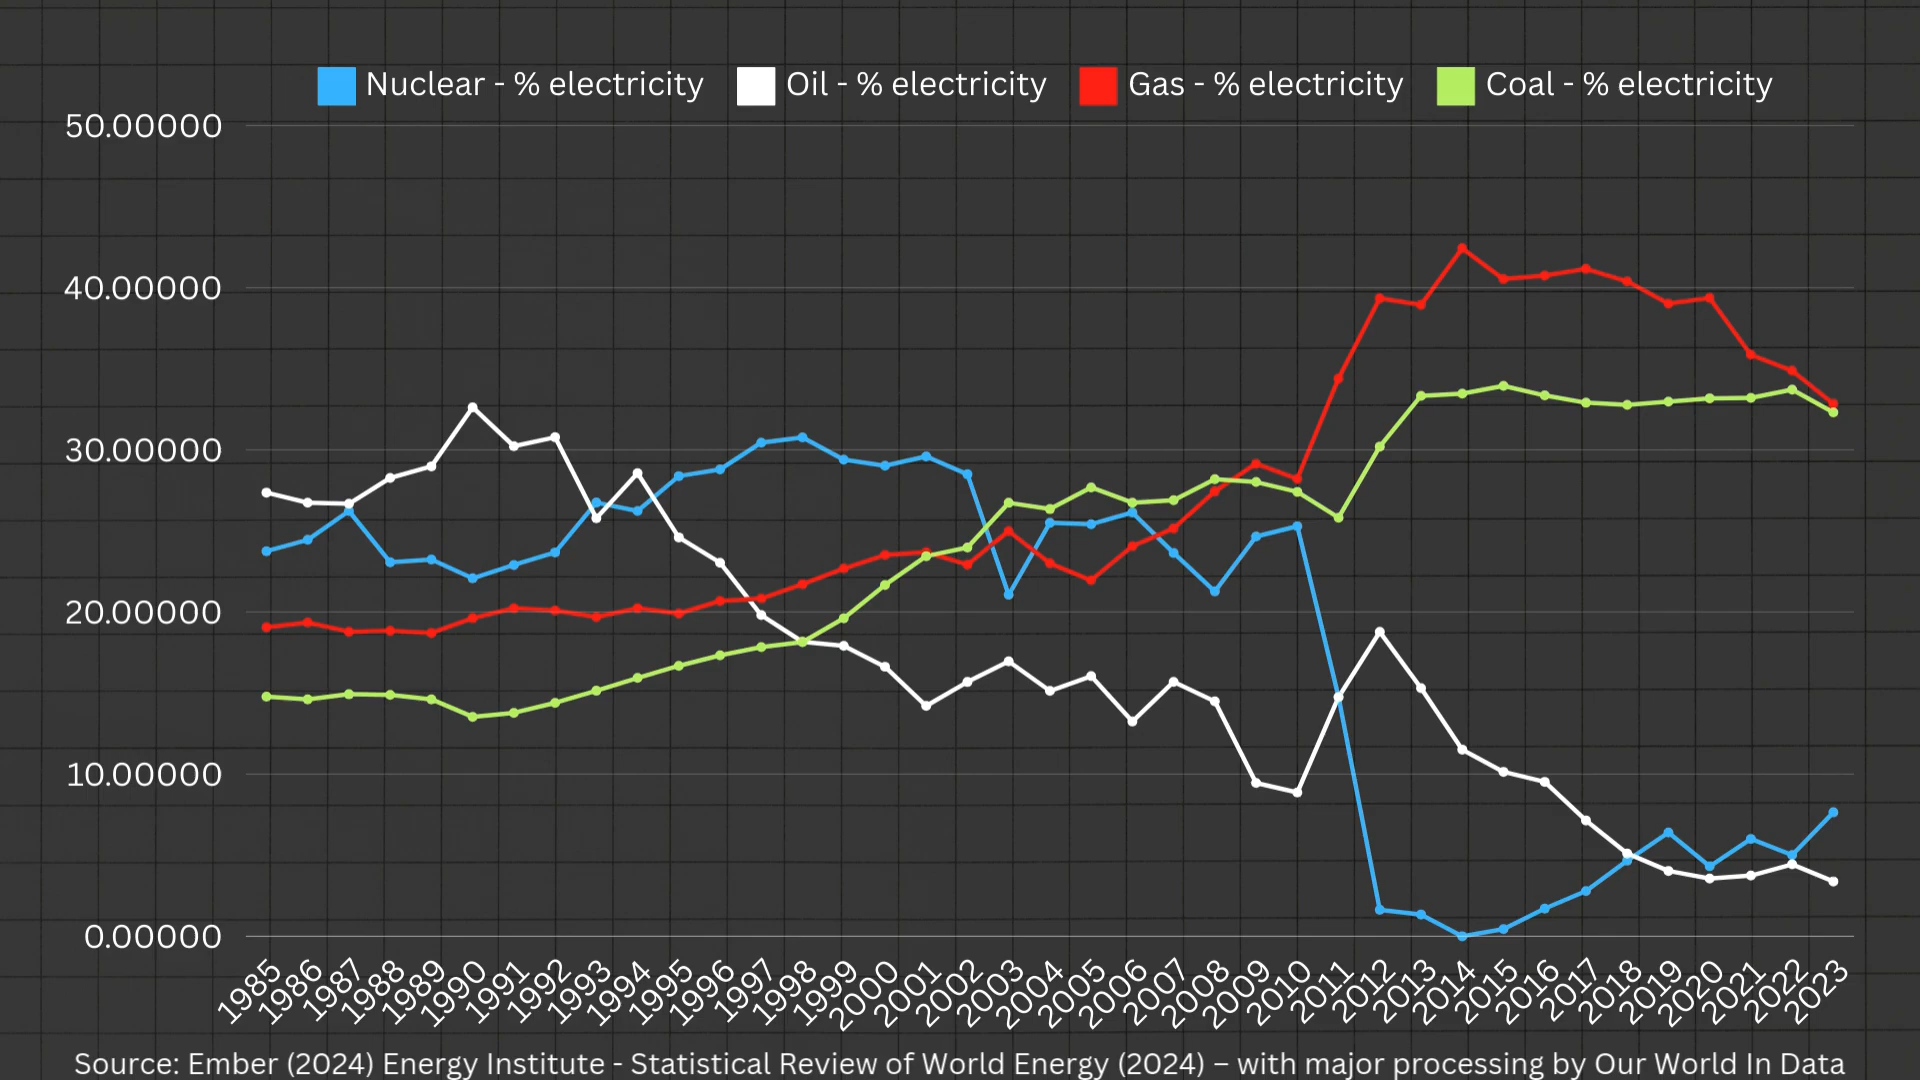 Nuclear - % electricity Oil - % electricity Gas - % electricity Coal - % electricity
50.00000
40.00000
30.00000
20.00000
10.00000
0.00000
1985 1986 1987 1988 1989 1990 1991 1992 1993 1994 1995 1996 1997 1998 1999 2000 2001 2002 2003 2004 2005 2006 2007 2008 2009 2010 2011 2012 2013 2014 2015 2016 2017 2018 2019 2020 2021 2022 2023
Source: Ember (2024) Energy Institute - Statistical Review of World Energy (2024) – with major processing by Our World In Data